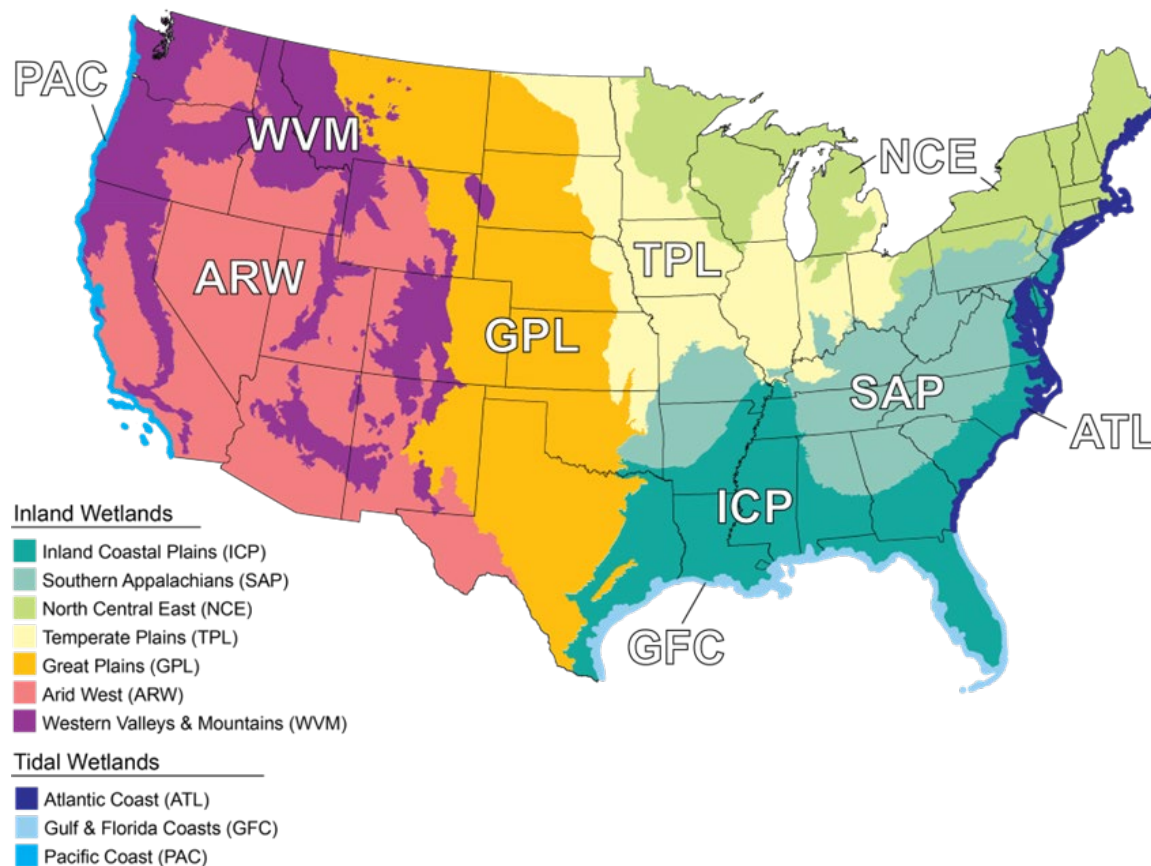 PAC
WVM
NCE
TPL
ARW
GPL
SAP
ATL
ICP
GFC
Inland Wetlands
Inland Coastal Plains (ICP)
Southern Appalachians (SAP)
North Central East (NCE)
Temperate Plains (TPL)
Great Plains (GPL)
Arid West (ARW)
Western Valleys & Mountains (WVM)
Tidal Wetlands
Atlantic Coast (ATL)
Gulf & Florida Coasts (GFC)
Pacific Coast (PAC)